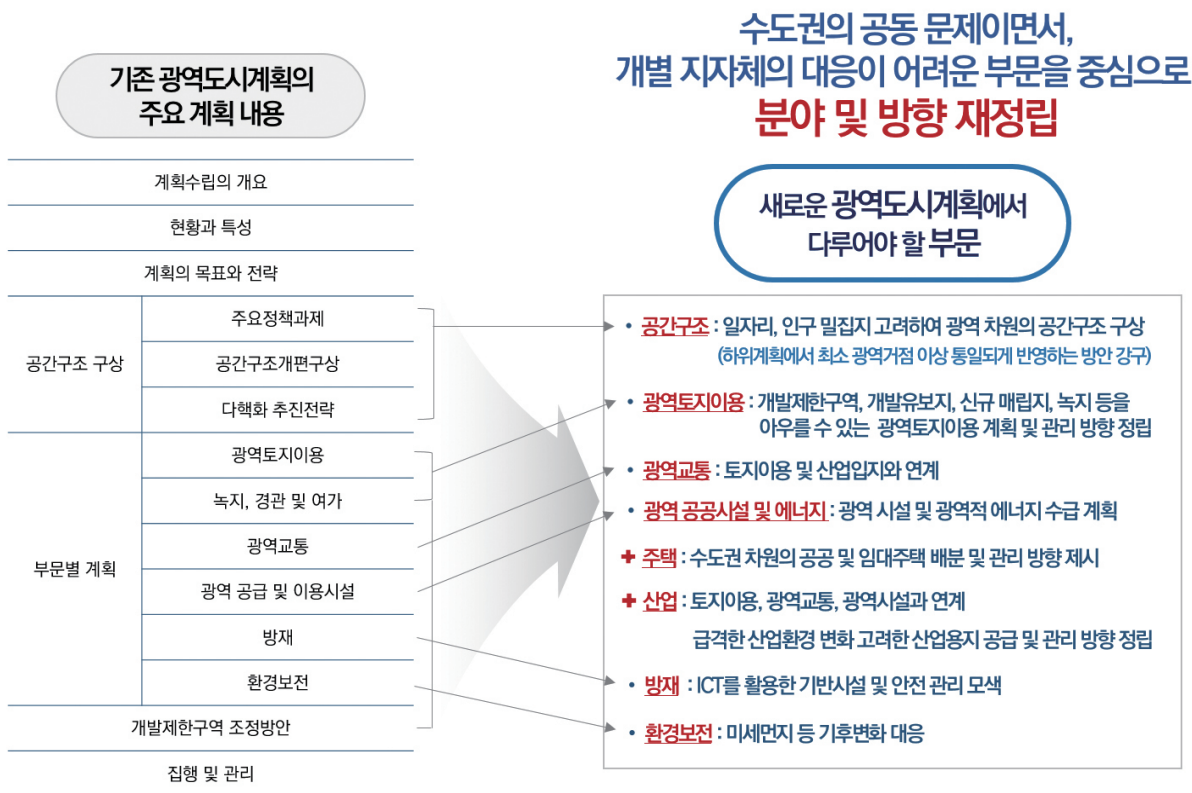 수도권의 공동 문제이면서,
개별 지자체의 대응이 어려운 부문을 중심으로
분야 및 방향 재정립
기존 광역도시계획의
주요 계획 내용
계획수립의 개요
현황과 특성
계획의 목표와 전략
공간구조 구상
주요정책과제
공간구조개편구상
다핵화 추진전략
부문별 계획
광역토지이용
녹지, 경관 및 여가
광역교통
광역 공급 및 이용시설
방재
환경보전
개발제한구역 조정방안
집행 및 관리
새로운 광역도시계획에서
다루어야 할 부문
• 공간구조 : 일자리, 인구 밀집지 고려하여 광역 차원의 공간구조 구상
(하위계획에서 최소 광역거점 이상 통일되게 반영하는 방안 강구)
• 광역토지이용 : 개발제한구역, 개발유보지, 신규 매립지, 녹지 등을
아우를 수 있는 광역토지이용 계획 및 관리 방향 정립
• 광역교통 : 토지이용 및 산업입지와 연계
• 광역 공공시설 및 에너지 : 광역 시설 및 광역적 에너지 수급 계획
+ 주택 : 수도권 차원의 공공 및 임대주택 배분 및 관리 방향 제시
+ 산업 : 토지이용, 광역교통, 광역시설과 연계
급격한 산업환경 변화 고려한 산업용지 공급 및 관리 방향 정립
• 방재 : ICT를 활용한 기반시설 및 안전 관리 모색
• 환경보전 : 미세먼지 등 기후변화 대응